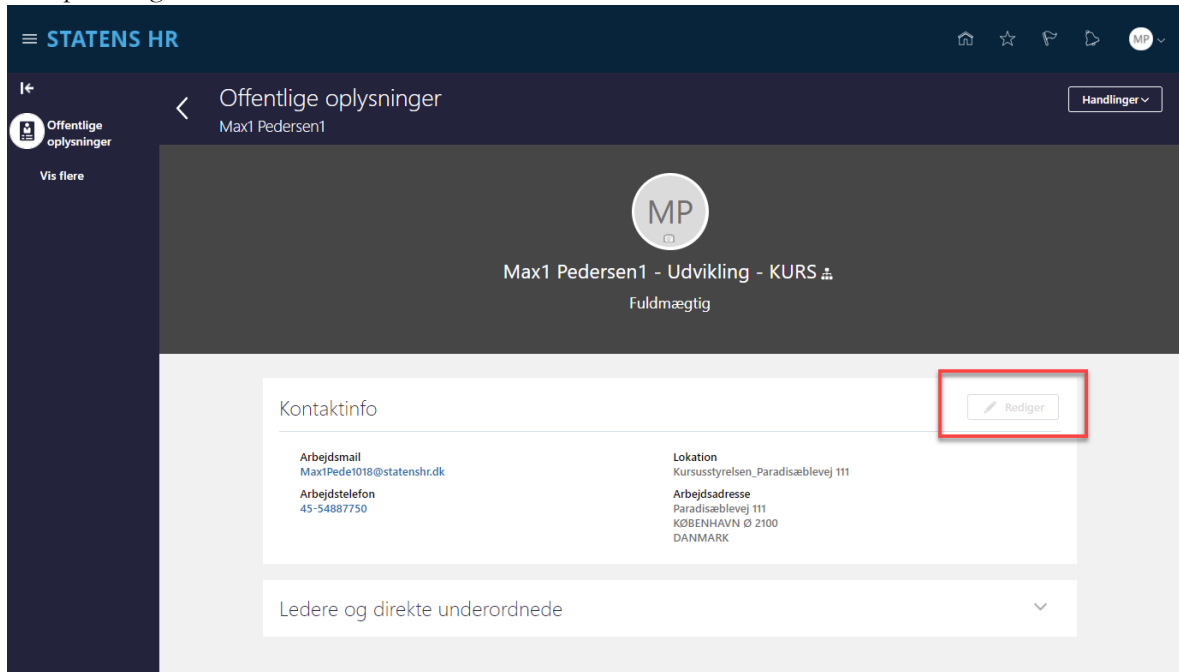 STATENS HR
MP
Offentlige
oplysninger
Vis flere
Offentlige oplysninger
Max1 Pedersen1
Handlinger
MP
Max1 Pedersen1 - Udvikling - KURS
Fuldmægtig
Kontaktinfo
Rediger
Arbejdsmail
Max1Pede1018@statenshr.dk
Arbejdstelefon
45-54887750
Lokation
Kursusstyrelsen_Paradisæblevej 111
Arbejdsadresse
Paradisæblevej 111
KØBENHAVN Ø 2100
DANMARK
Ledere og direkte underordnede